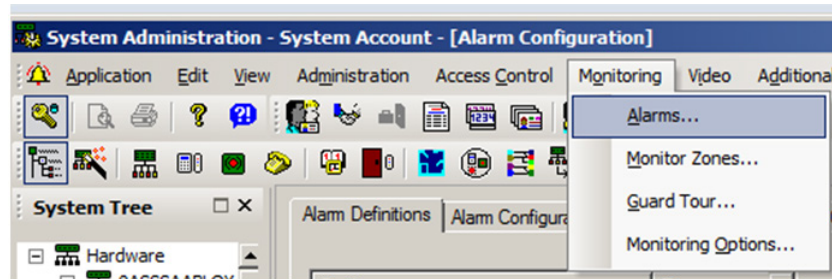 System Administration - System Account - [Alarm Configuration]
Application Edit View Administration Access Control Monitoring Video Additional
Alarms...
Monitor Zones...
Guard Tour...
Monitoring Options...
System Tree
Alarm Definitions
Hardware